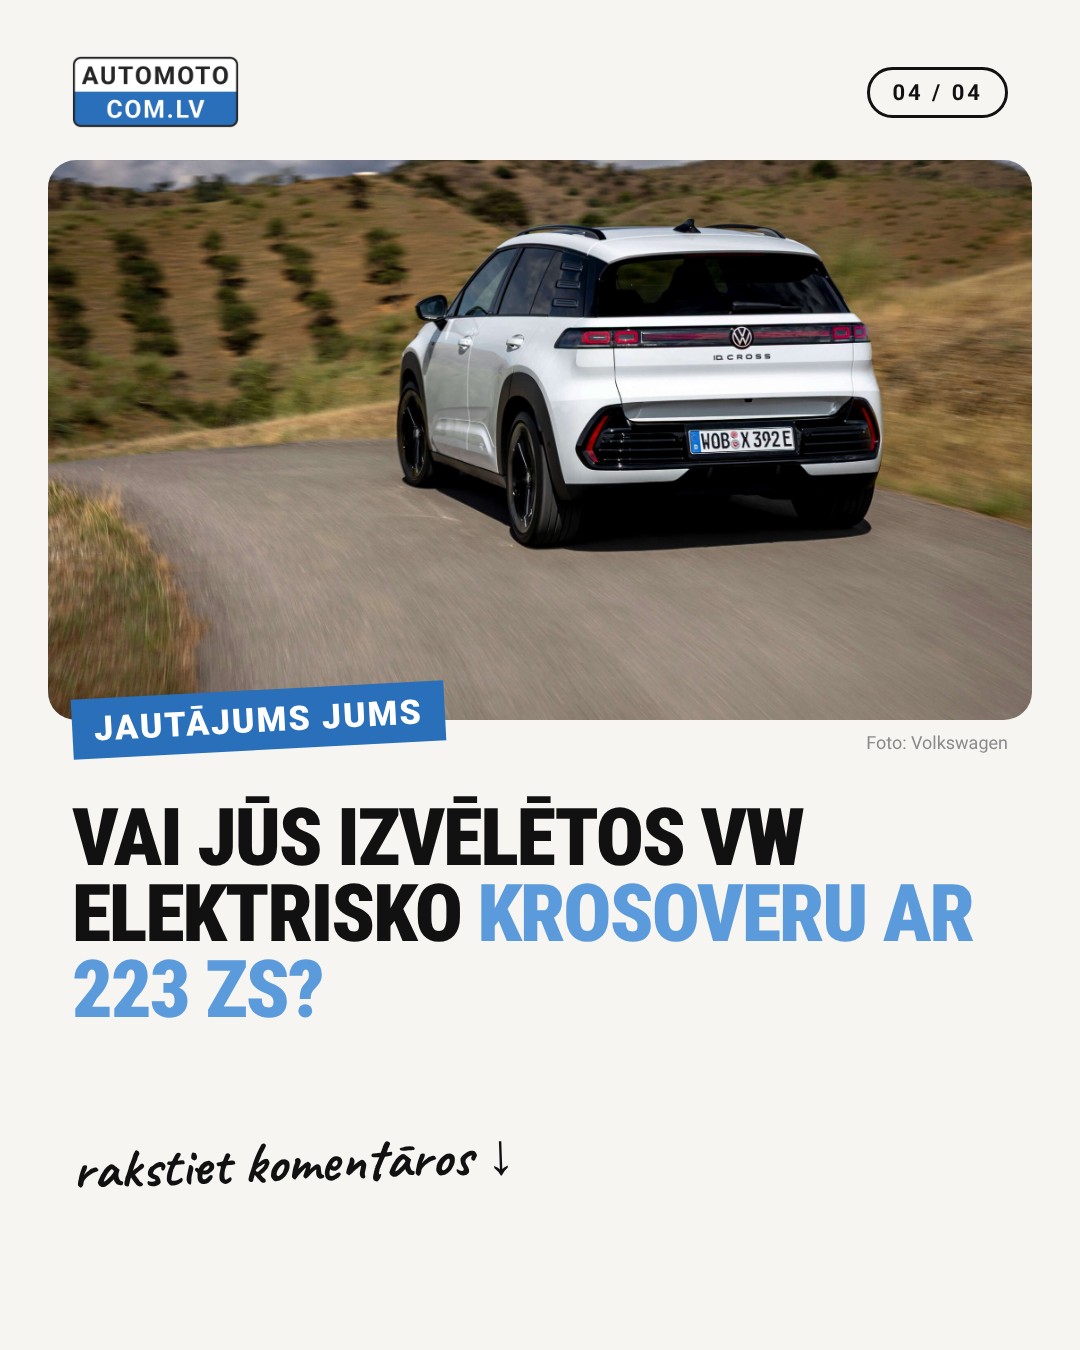 AUTOMOTO
COM.LV
04 / 04
ID. CROSS
WOB X 392 E
JAUTĀJUMS JUMS
Foto: Volkswagen
VAI JŪS IZVĒLĒTOS VW
ELEKTRISKO KROSOVERU AR
223 ZS?
rakstiet komentāros ↓